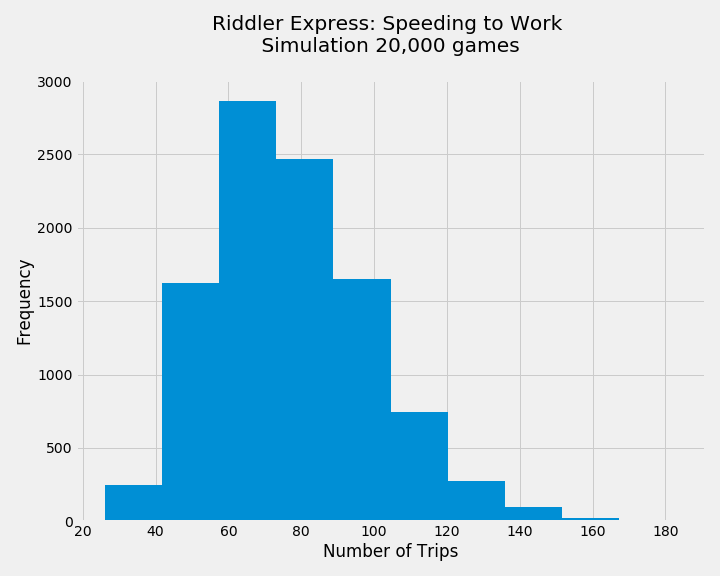 Riddler Express: Speeding to Work
Simulation 20,000 games
3000
2500
2000
1500
1000
500
0
Frequency
20 40 60 80 100 120 140 160 180
Number of Trips